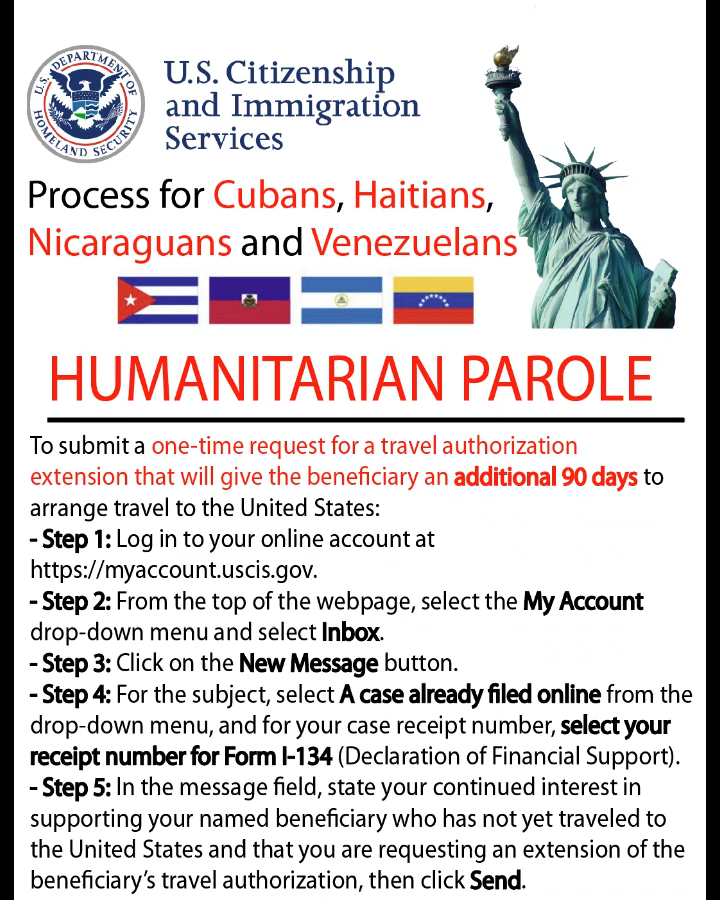 U.S. DEPARTMENT OF
HOMELAND SECURITY
U.S. Citizenship
and Immigration
Services
Process for Cubans, Haitians,
Nicaraguans and Venezuelans
HUMANITARIAN PAROLE
To submit a one-time request for a travel authorization
extension that will give the beneficiary an additional 90 days to
arrange travel to the United States:
- Step 1: Log in to your online account at
https://myaccount.uscis.gov.
- Step 2: From the top of the webpage, select the My Account
drop-down menu and select Inbox.
- Step 3: Click on the New Message button.
- Step 4: For the subject, select A case already filed online from the
drop-down menu, and for your case receipt number, select your
receipt number for Form I-134 (Declaration of Financial Support).
- Step 5: In the message field, state your continued interest in
supporting your named beneficiary who has not yet traveled to
the United States and that you are requesting an extension of the
beneficiary's travel authorization, then click Send.